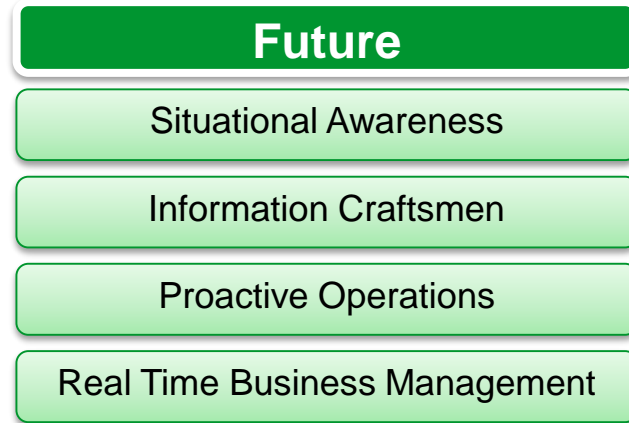 Future
Situational Awareness
Information Craftsmen
Proactive Operations
Real Time Business Management